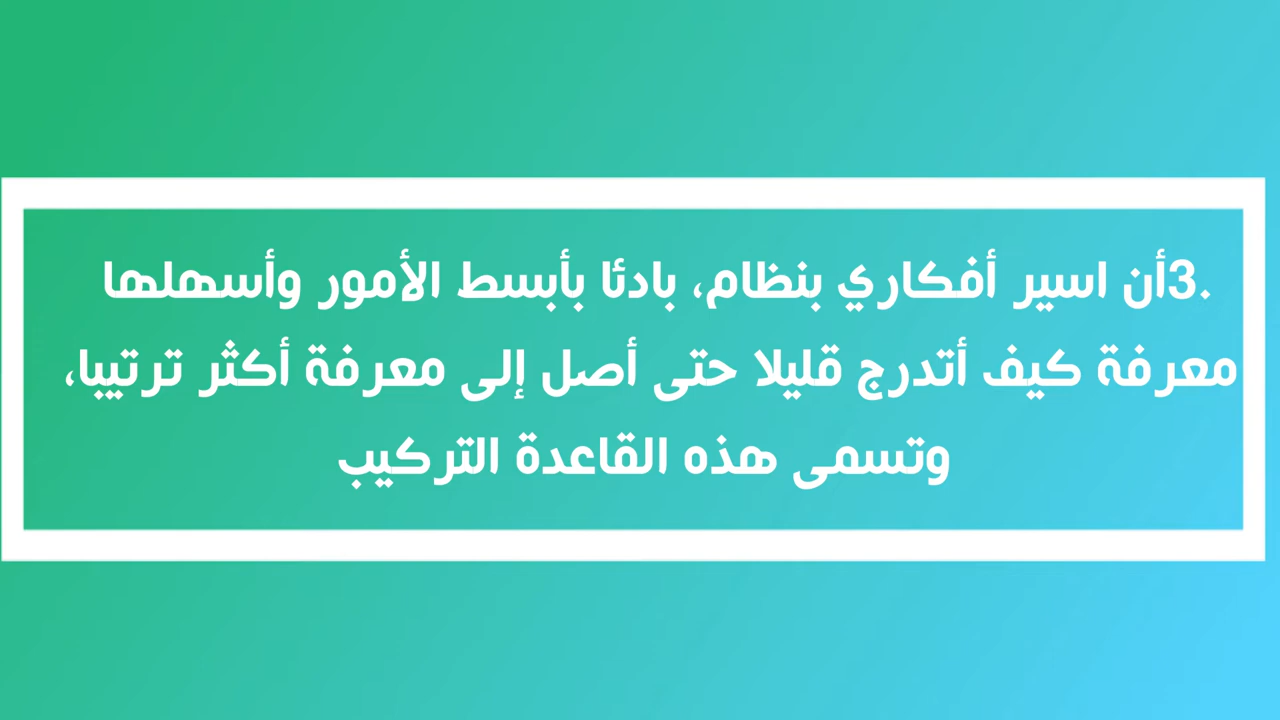 3.أن اسير أفكاري بنظام، بادئا بأبسط الأمور وأسهلها
معرفة كيف أتدرج قليلا حتى أصل إلى معرفة أكثر ترتيبا،
وتسمى هذه القاعدة التركيب